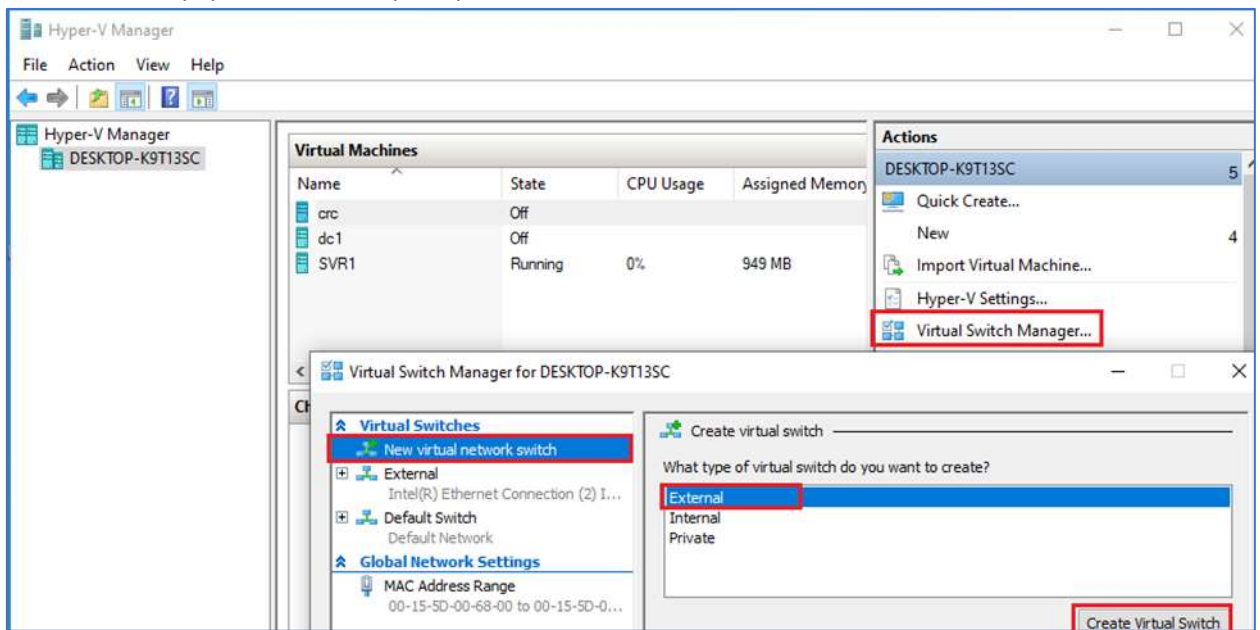 Hyper-V Manager
File Action View Help
Hyper-V Manager
DESKTOP-K9T13SC
Virtual Machines
Name State CPU Usage Assigned Memory
crc Off
dc1 Off
SVR1 Running 0% 949 MB
Actions
DESKTOP-K9T13SC 5
Quick Create...
New 4
Import Virtual Machine...
Hyper-V Settings...
Virtual Switch Manager...
Virtual Switch Manager for DESKTOP-K9T13SC
Virtual Switches
New virtual network switch
External
Intel(R) Ethernet Connection (2) I...
Default Switch
Default Network
Global Network Settings
MAC Address Range
00-15-5D-00-68-00 to 00-15-5D-0...
Create virtual switch
What type of virtual switch do you want to create?
External
Internal
Private
Create Virtual Switch